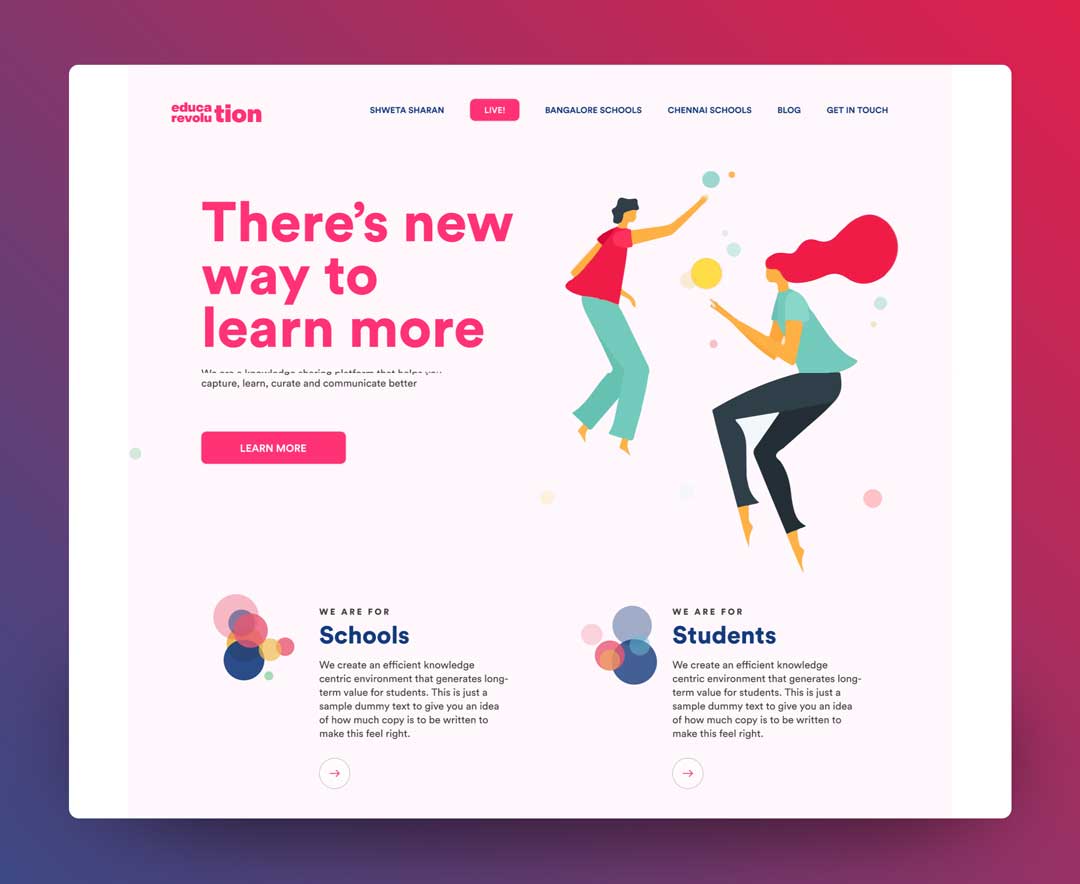 educa
revolution
SHWETA SHARAN LIVE! BANGALORE SCHOOLS CHENNAI SCHOOLS BLOG GET IN TOUCH
There’s new
way to
learn more
We are a knowledge sharing platform that helps you
capture, learn, curate and communicate better
LEARN MORE
WE ARE FOR
Schools
We create an efficient knowledge
centric environment that generates long-
term value for students. This is just a
sample dummy text to give you an idea
of how much copy is to be written to
make this feel right.
WE ARE FOR
Students
We create an efficient knowledge
centric environment that generates long-
term value for students. This is just a
sample dummy text to give you an idea
of how much copy is to be written to
make this feel right.